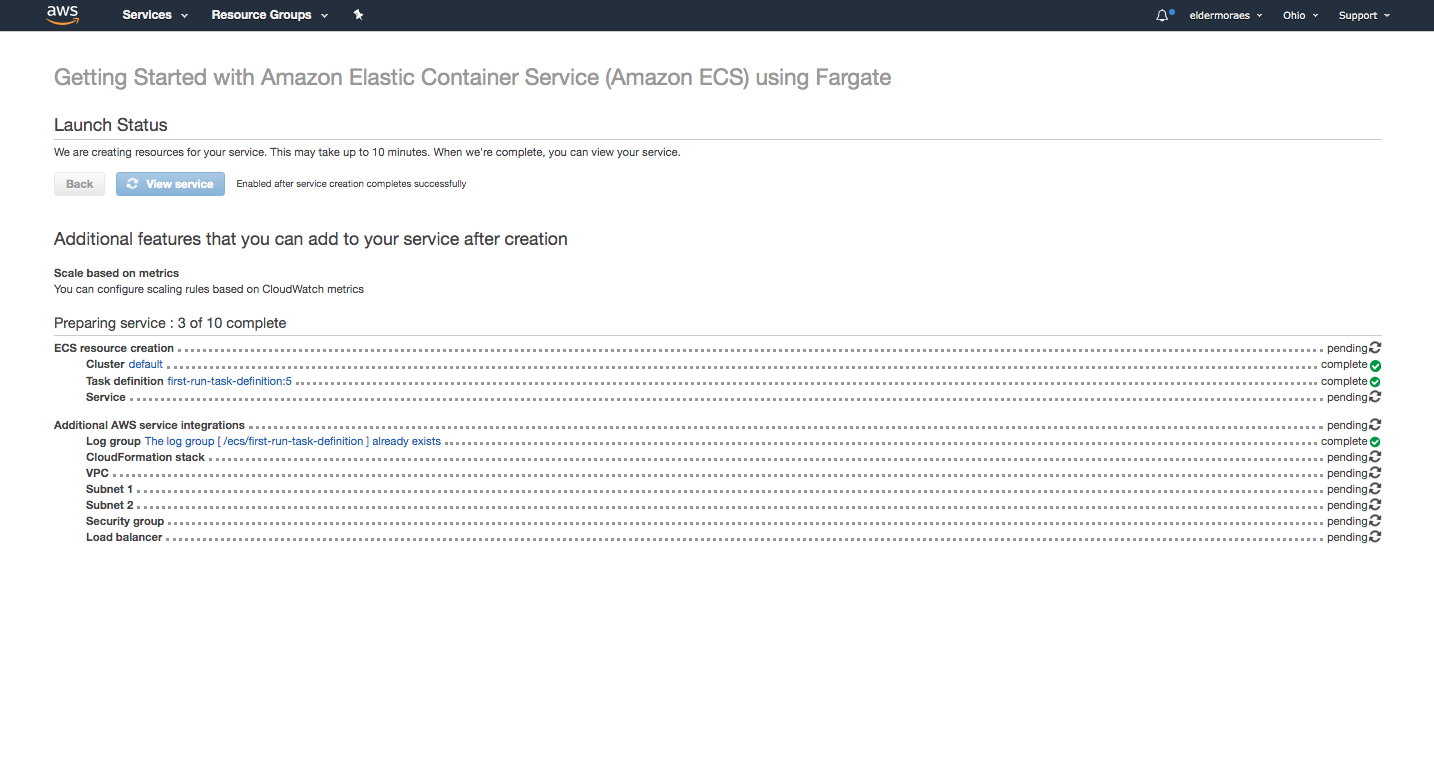 aws Services Resource Groups eldermoraes Ohio Support
Getting Started with Amazon Elastic Container Service (Amazon ECS) using Fargate
Launch Status
We are creating resources for your service. This may take up to 10 minutes. When we're complete, you can view your service.
Back View service Enabled after service creation completes successfully
Additional features that you can add to your service after creation
Scale based on metrics
You can configure scaling rules based on CloudWatch metrics
Preparing service : 3 of 10 complete
ECS resource creation pending
Cluster default complete
Task definition first-run-task-definition:5 complete
Service pending
Additional AWS service integrations pending
Log group The log group [ /ecs/first-run-task-definition ] already exists complete
CloudFormation stack pending
VPC pending
Subnet 1 pending
Subnet 2 pending
Security group pending
Load balancer pending